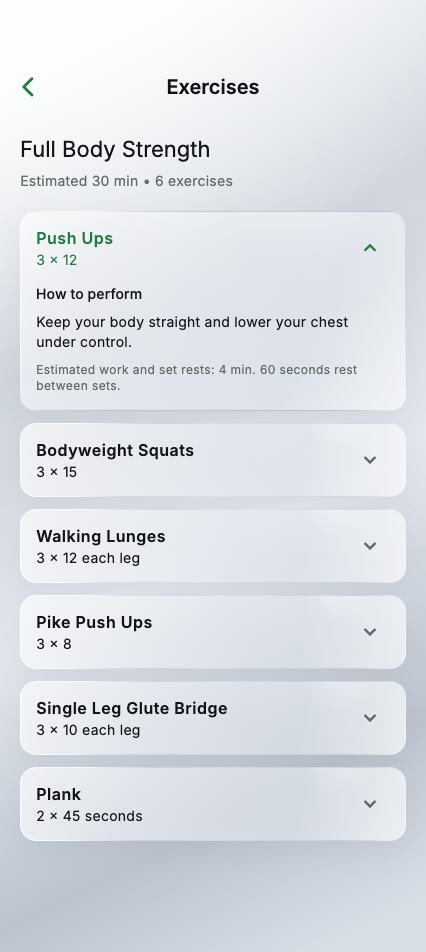 Exercises
Full Body Strength
Estimated 30 min • 6 exercises
Push Ups
3 × 12
How to perform
Keep your body straight and lower your chest
under control.
Estimated work and set rests: 4 min. 60 seconds rest
between sets.
Bodyweight Squats
3 × 15
Walking Lunges
3 × 12 each leg
Pike Push Ups
3 × 8
Single Leg Glute Bridge
3 × 10 each leg
Plank
2 × 45 seconds